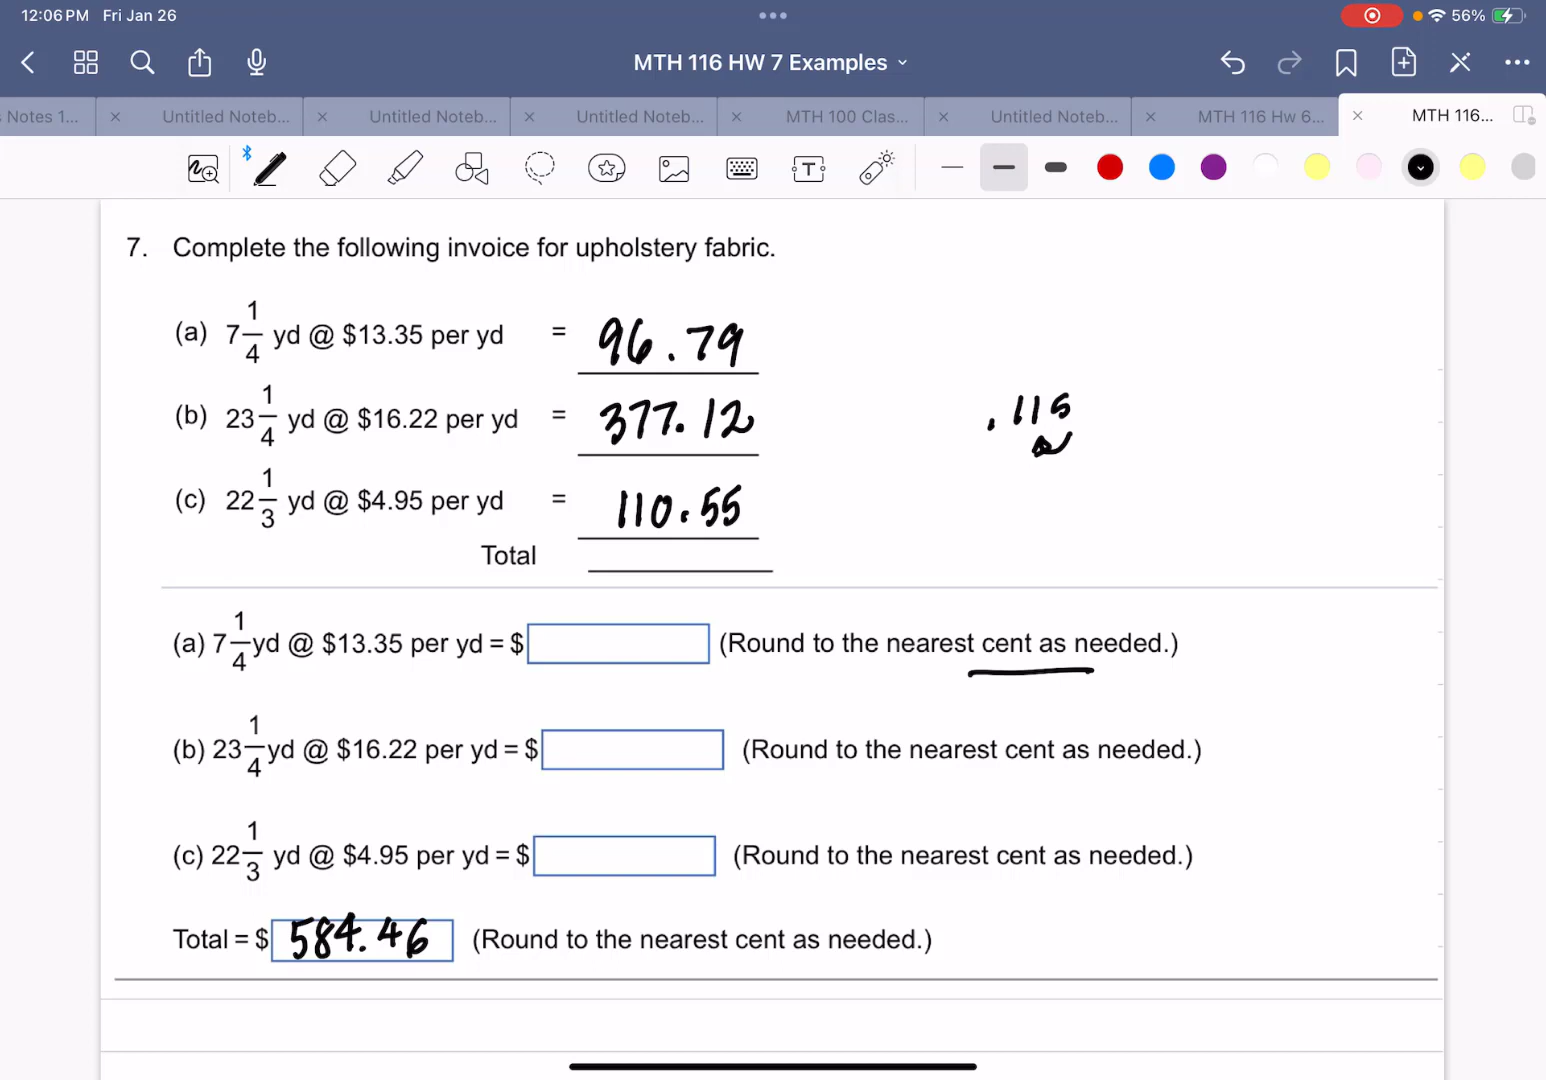 12:06 PM Fri Jan 26
56%
MTH 116 HW 7 Examples
s Notes 1... Untitled Noteb... Untitled Noteb... Untitled Noteb... MTH 100 Clas... Untitled Noteb... MTH 116 Hw 6... MTH 116...
7. Complete the following invoice for upholstery fabric.
(a) 7 1/4 yd @ $13.35 per yd = 96.79
(b) 23 1/4 yd @ $16.22 per yd = 377.12
.115
(c) 22 1/3 yd @ $4.95 per yd = 110.55
Total
(a) 7 1/4 yd @ $13.35 per yd = $ (Round to the nearest cent as needed.)
(b) 23 1/4 yd @ $16.22 per yd = $ (Round to the nearest cent as needed.)
(c) 22 1/3 yd @ $4.95 per yd = $ (Round to the nearest cent as needed.)
Total = $ 584.46 (Round to the nearest cent as needed.)